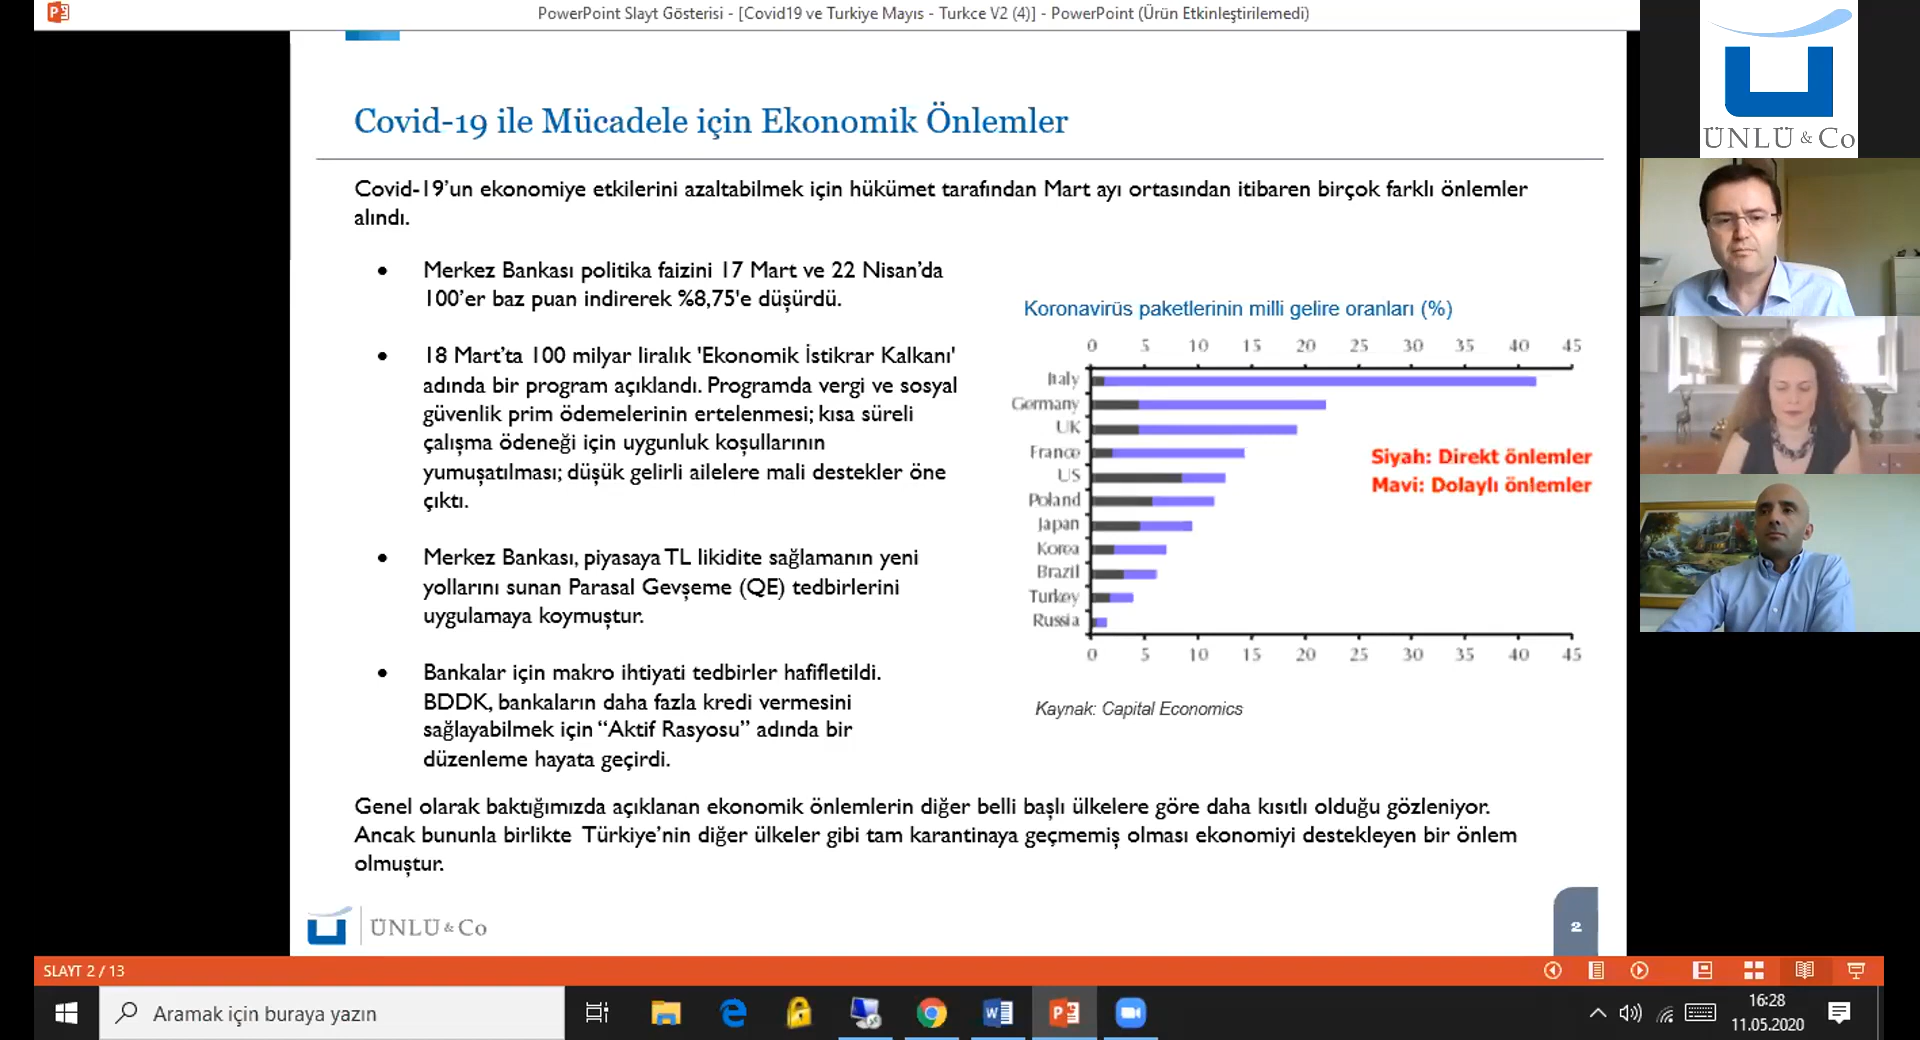 PowerPoint Slayt Gösterisi - [Covid19 ve Turkiye Mayıs - Turkce V2 (4)] - PowerPoint (Ürün Etkinleştirilemedi)
ÜNLÜ & Co
Covid-19 ile Mücadele için Ekonomik Önlemler
Covid-19’un ekonomiye etkilerini azaltabilmek için hükümet tarafından Mart ayı ortasından itibaren birçok farklı önlemler
alındı.
• Merkez Bankası politika faizini 17 Mart ve 22 Nisan’da
100’er baz puan indirerek %8,75'e düşürdü.
• 18 Mart’ta 100 milyar liralık 'Ekonomik İstikrar Kalkanı'
adında bir program açıklandı. Programda vergi ve sosyal
güvenlik prim ödemelerinin ertelenmesi; kısa süreli
çalışma ödeneği için uygunluk koşullarının
yumuşatılması; düşük gelirli ailelere mali destekler öne
çıktı.
• Merkez Bankası, piyasaya TL likidite sağlamanın yeni
yollarını sunan Parasal Gevşeme (QE) tedbirlerini
uygulamaya koymuştur.
• Bankalar için makro ihtiyati tedbirler hafifletildi.
BDDK, bankaların daha fazla kredi vermesini
sağlayabilmek için “Aktif Rasyosu” adında bir
düzenleme hayata geçirdi.
Koronavirüs paketlerinin milli gelire oranları (%)
0 5 10 15 20 25 30 35 40 45
Italy
Germany
UK
France
US
Poland
Japan
Korea
Brazil
Turkey
Russia
0 5 10 15 20 25 30 35 40 45
Siyah: Direkt önlemler
Mavi: Dolaylı önlemler
Kaynak: Capital Economics
Genel olarak baktığımızda açıklanan ekonomik önlemlerin diğer belli başlı ülkelere göre daha kısıtlı olduğu gözleniyor.
Ancak bununla birlikte Türkiye’nin diğer ülkeler gibi tam karantinaya geçmemiş olması ekonomiyi destekleyen bir önlem
olmuştur.
ÜNLÜ & Co
2
SLAYT 2 / 13
Aramak için buraya yazın
16:28
11.05.2020